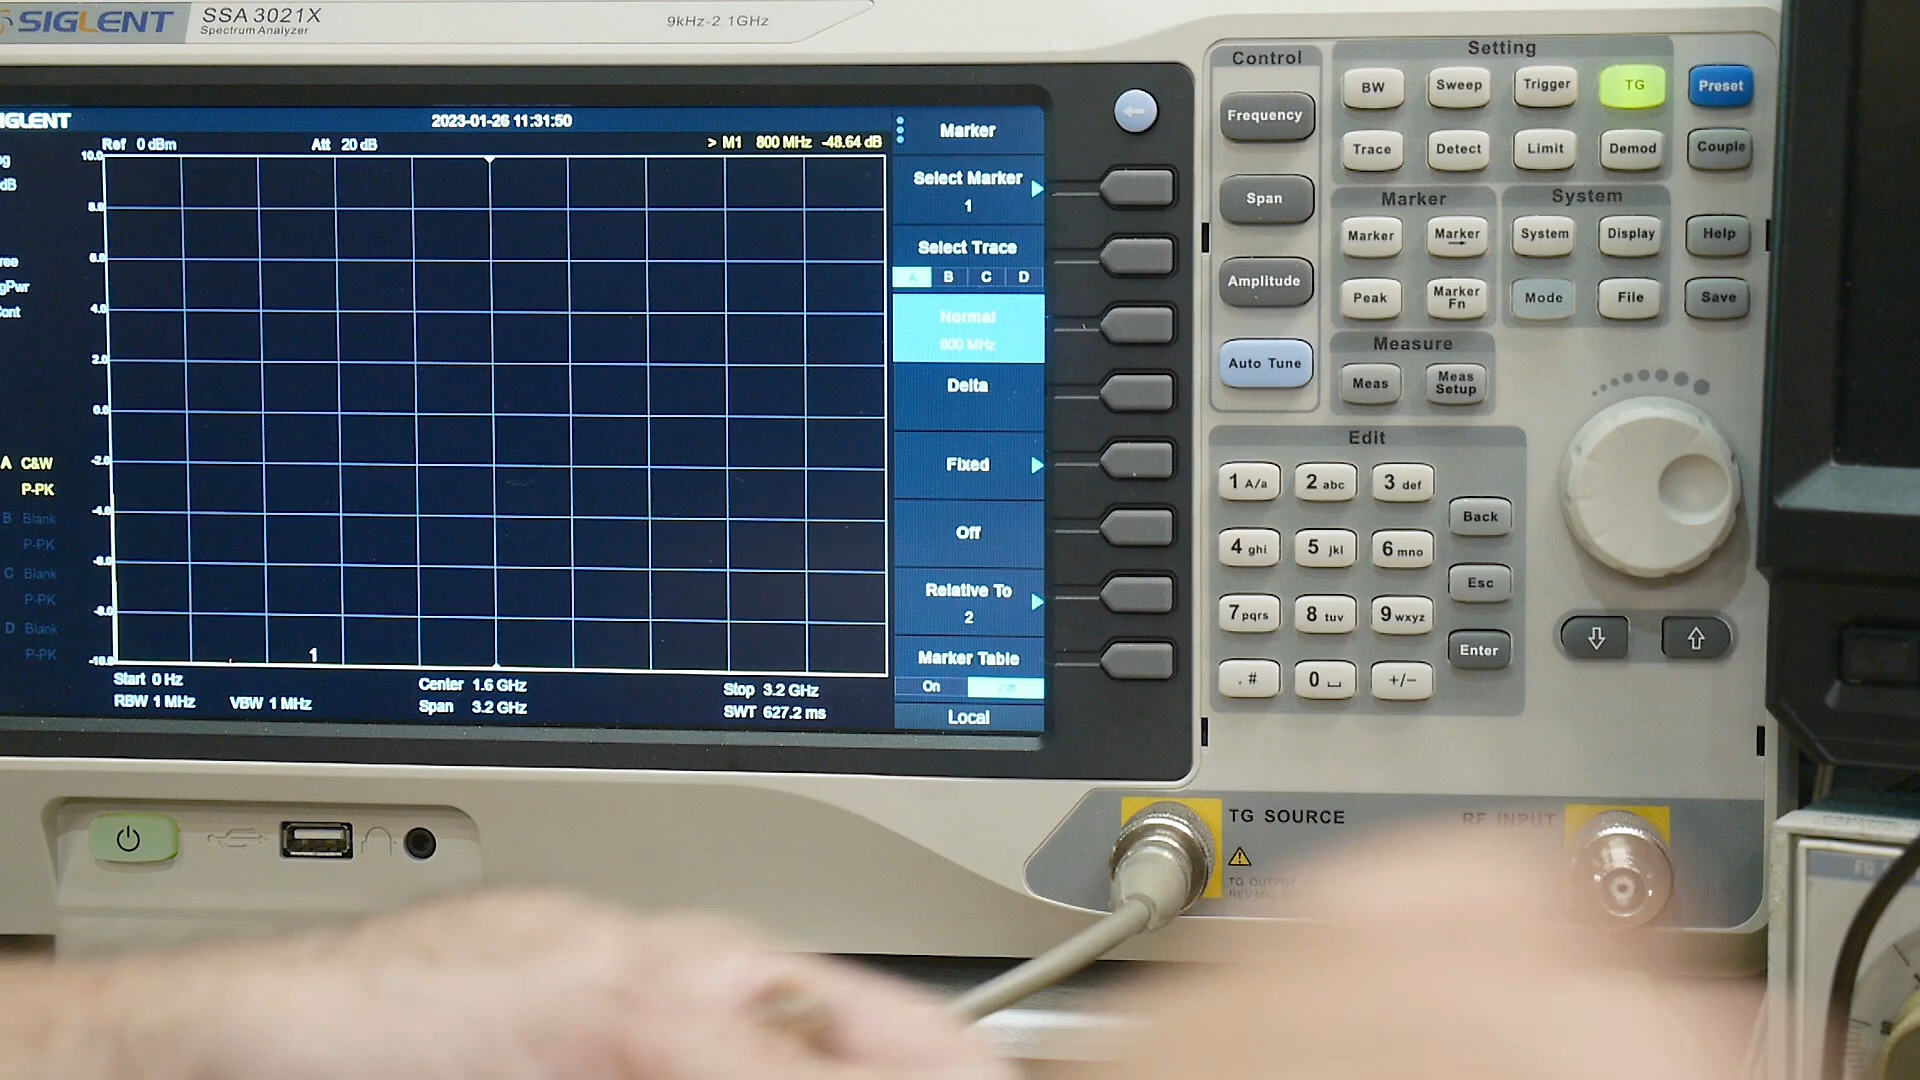 SIGLENT
SSA 3021X
Spectrum Analyzer
9kHz-2.1GHz
IGLENT
2023-01-26 11:31:50
Ref 0 dBm
Att 20 dB
> M1 800 MHz -48.64 dB
10.0
8.0
6.0
4.0
2.0
0.0
-2.0
-4.0
-6.0
-8.0
-10.0
dB
A C&W
P-PK
B Blank
P-PK
C Blank
P-PK
D Blank
P-PK
1
Start 0 Hz
Center 1.6 GHz
Stop 3.2 GHz
RBW 1 MHz
VBW 1 MHz
Span 3.2 GHz
SWT 627.2 ms
Marker
Select Marker
1
Select Trace
A B C D
Normal
800 MHz
Delta
Fixed
Off
Relative To
2
Marker Table
On Off
Local
Control
Frequency
Span
Amplitude
Auto Tune
Setting
BW Sweep Trigger TG Preset
Trace Detect Limit Demod Couple
Marker
System
Marker Marker System Display Help
Peak Marker Fn Mode File Save
Measure
Meas Meas Setup
Edit
1 A/a 2 abc 3 def
Back
4 ghi 5 jkl 6 mno
Esc
7 pqrs 8 tuv 9 wxyz
Enter
. # 0 +/-
TG SOURCE
RF INPUT
TG OUTPUT
FG